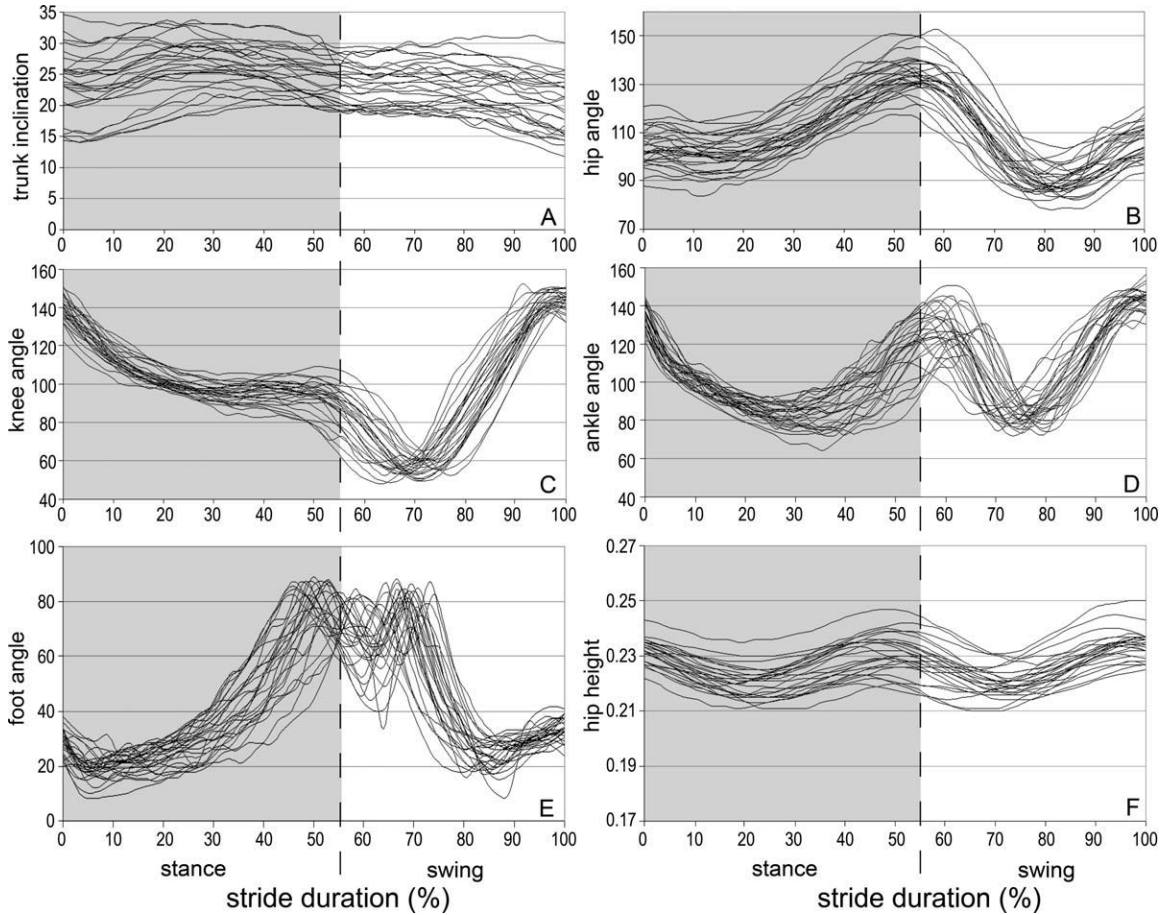 trunk inclination
35
30
25
20
15
10
5
0
0 10 20 30 40 50 60 70 80 90 100
A
hip angle
150
130
110
90
70
0 10 20 30 40 50 60 70 80 90 100
B
knee angle
160
140
120
100
80
60
40
0 10 20 30 40 50 60 70 80 90 100
C
ankle angle
160
140
120
100
80
60
40
0 10 20 30 40 50 60 70 80 90 100
D
foot angle
100
80
60
40
20
0
0 10 20 30 40 50 60 70 80 90 100
E
stance swing
stride duration (%)
hip height
0.27
0.25
0.23
0.21
0.19
0.17
0 10 20 30 40 50 60 70 80 90 100
F
stance swing
stride duration (%)